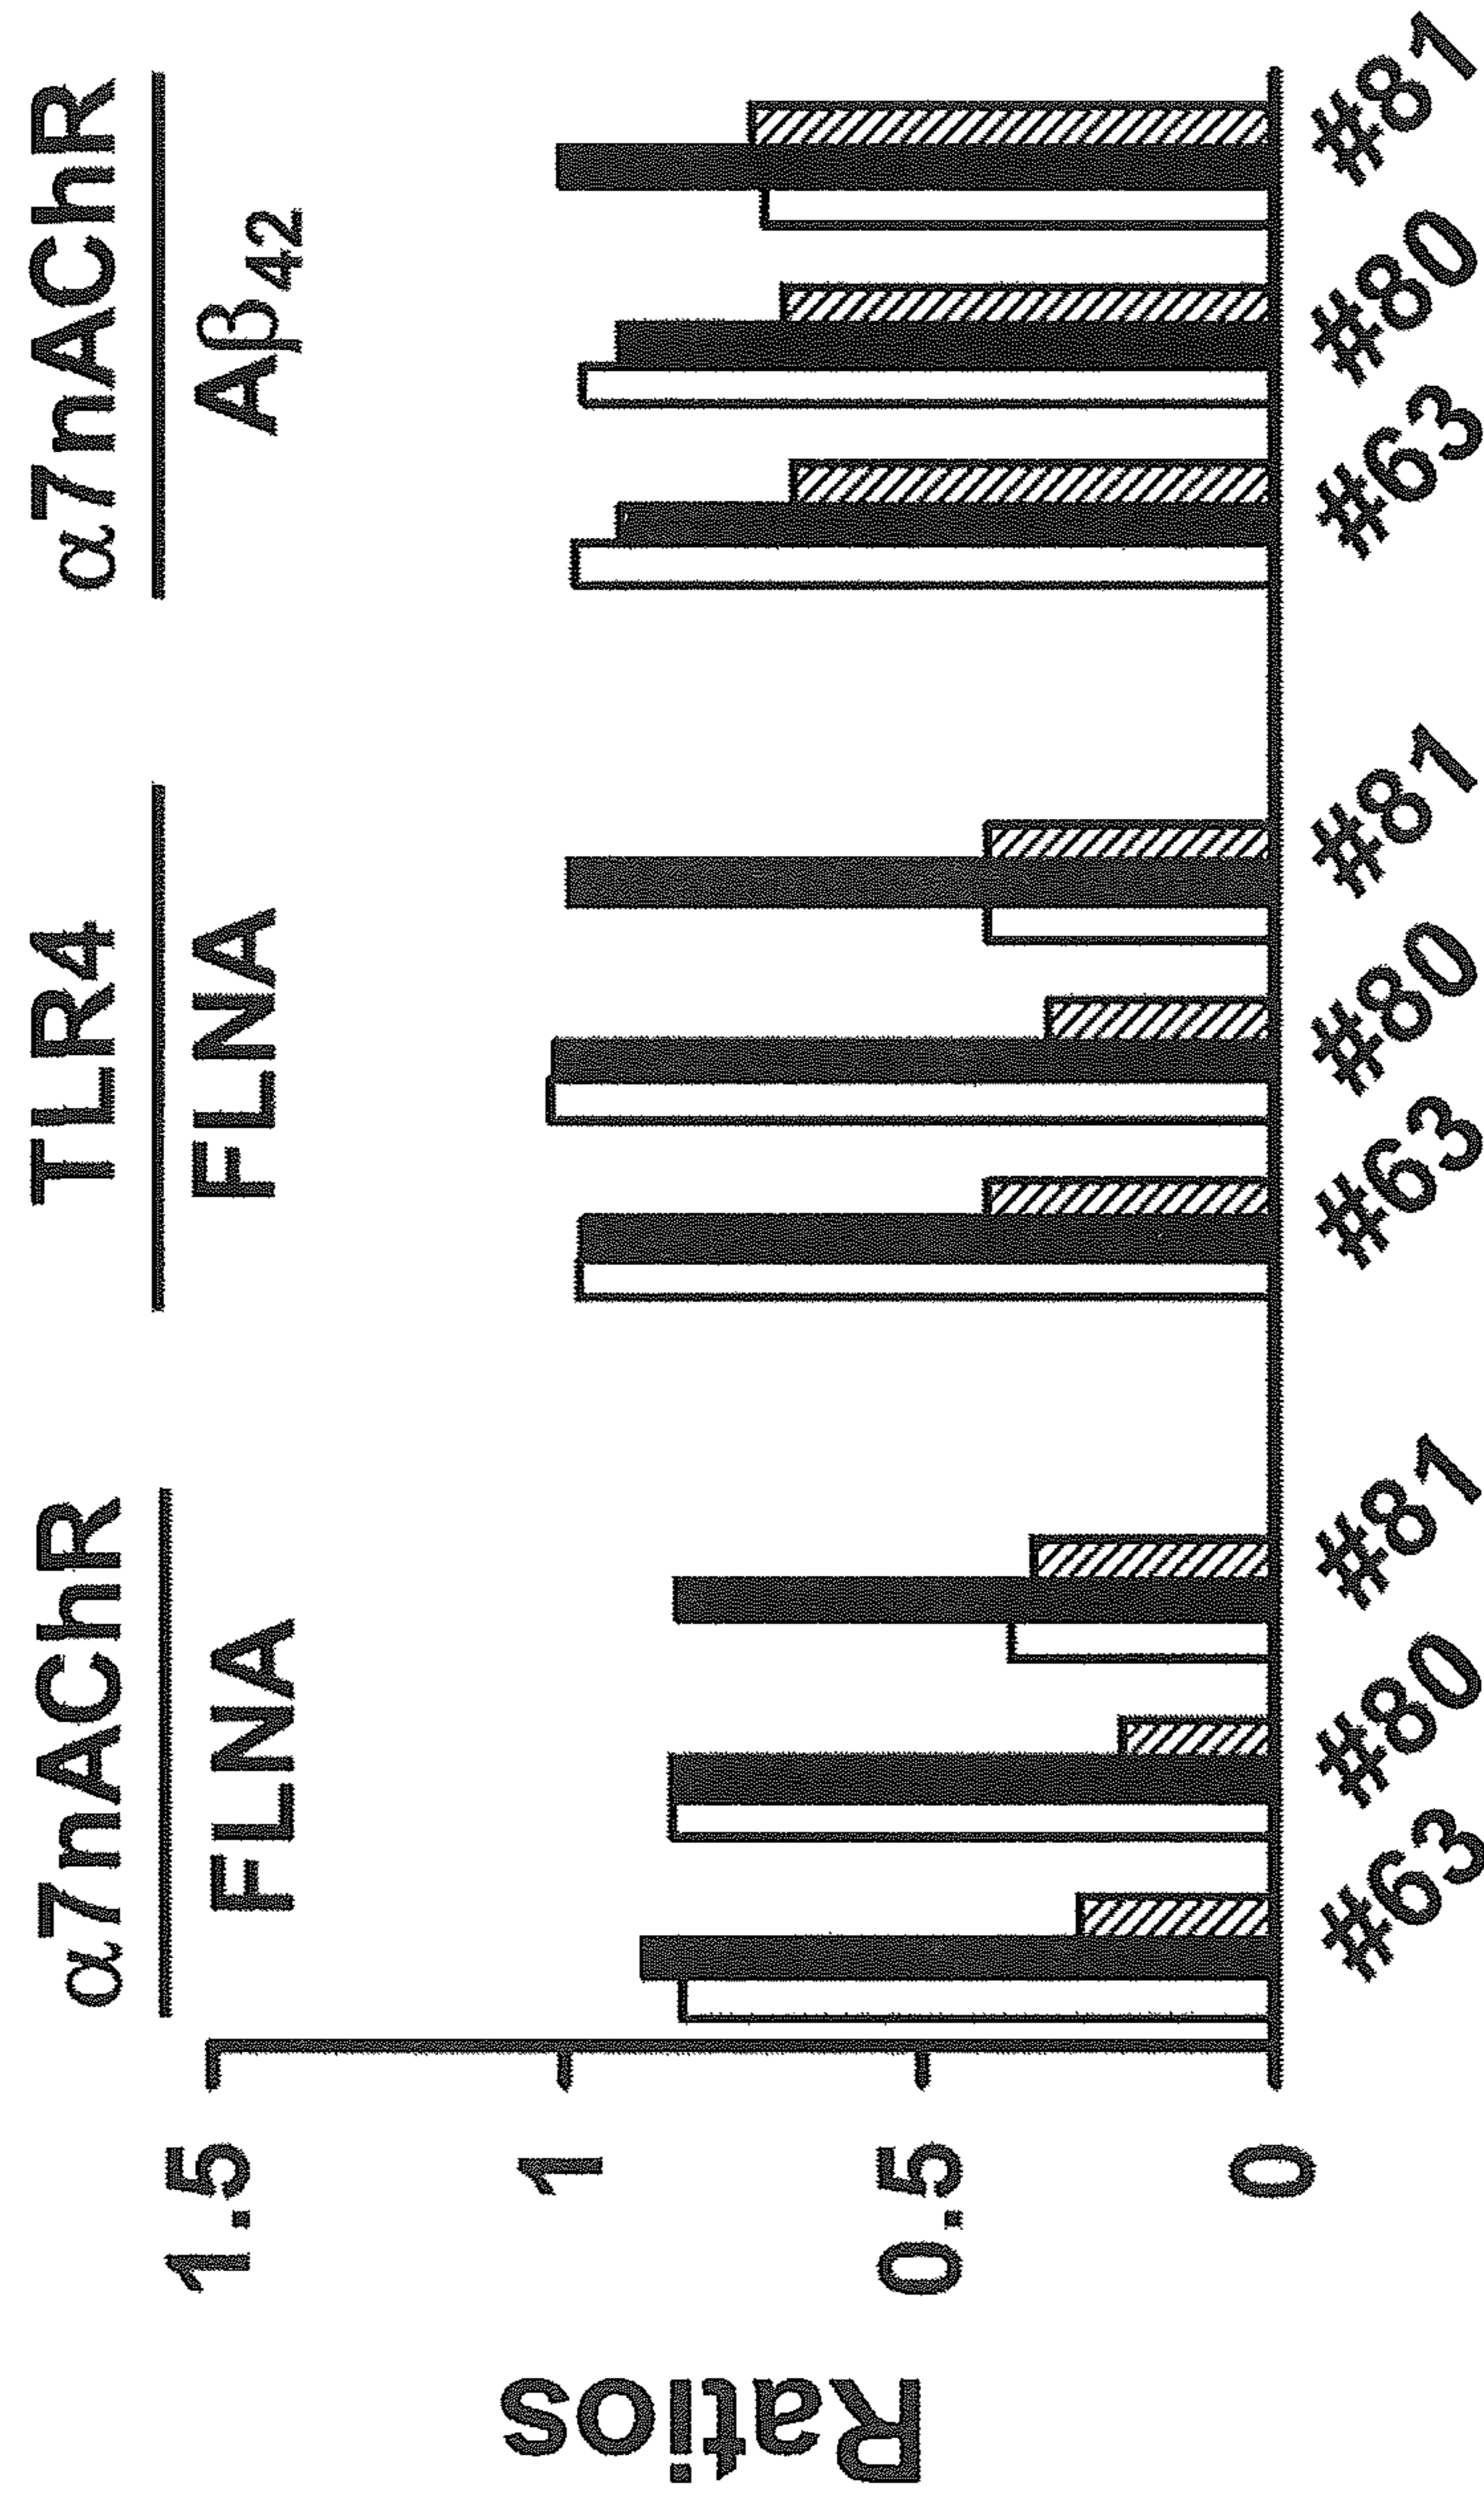 α7nAChR TLR4 α7nAChR
FLNA FLNA Aβ42
1.5
1
0.5
0
Ratios
#63 #80 #81 #63 #80 #81 #63 #80 #81